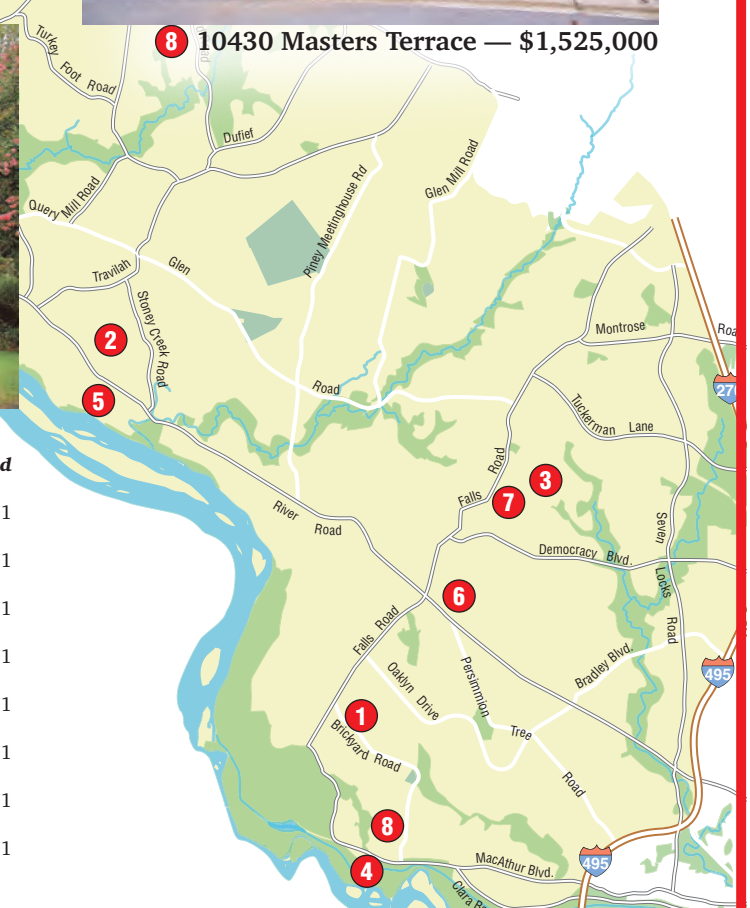 8 10430 Masters Terrace — $1,525,000
Turkey Foot Road
Dufief
Query Mill Road
Piney Meetinghouse Rd
Glen Mill Road
Travilah
Glen Road
Stoney Creek Road
Montrose Roa
270
2
5
Tuckerman Lane
Falls Road
3
7
d
1
1
1
1
1
1
1
1
River Road
Seven Locks Road
Democracy Blvd.
6
Falls Road
Oaklyn Drive
Persimmion Tree Road
Bradley Blvd.
495
1
Brickyard Road
8
4
MacAthur Blvd.
495
Clara